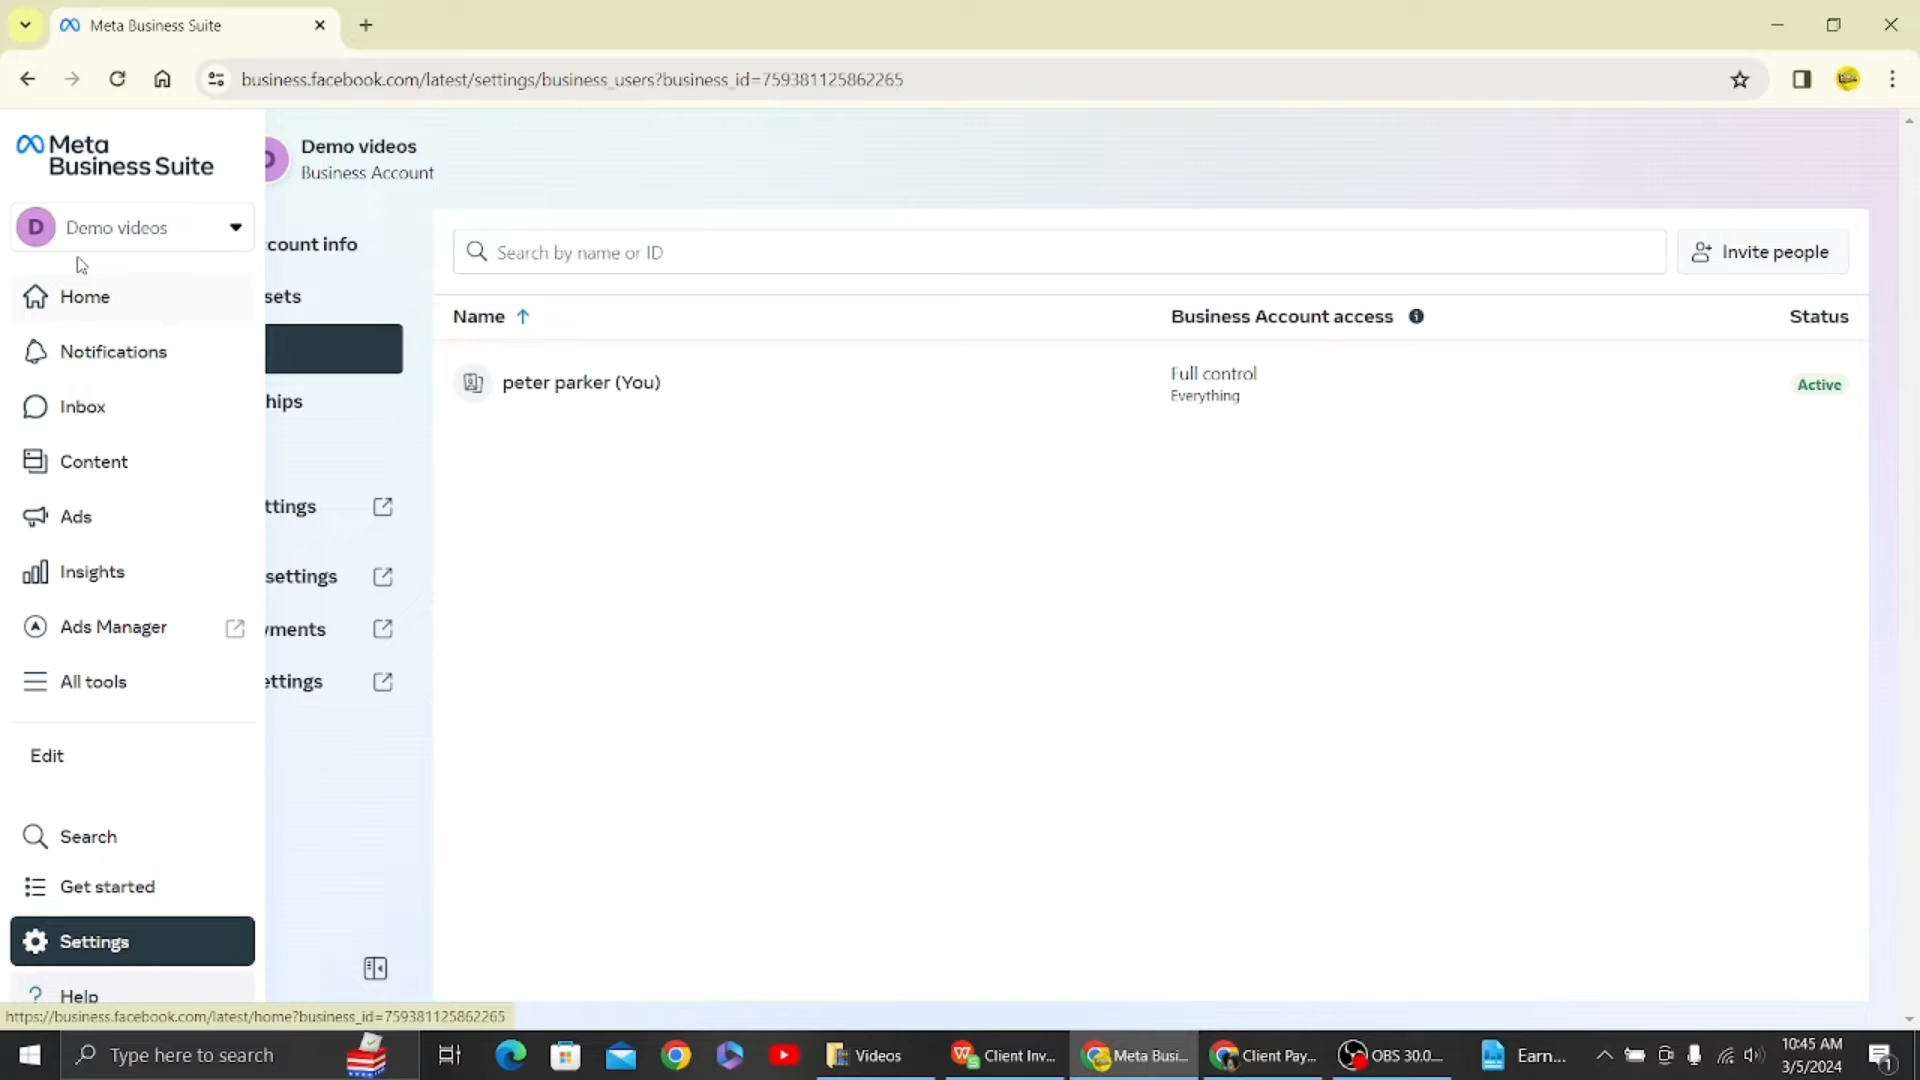 Meta Business Suite
business.facebook.com/latest/settings/business_users?business_id=759381125862265
Meta
Business Suite
D
Demo videos
Home
Notifications
Inbox
Content
Ads
Insights
Ads Manager
All tools
Edit
Search
Get started
Settings
Help
Demo videos
Business Account
count info
sets
hips
ttings
settings
yments
ettings
Search by name or ID
Invite people
Name
Business Account access
Status
peter parker (You)
Full control
Everything
Active
https://business.facebook.com/latest/home?business_id=759381125862265
Type here to search
Videos
Client Inv...
Meta Busi...
Client Pay...
OBS 30.0....
Earn...
10:45 AM
3/5/2024
1